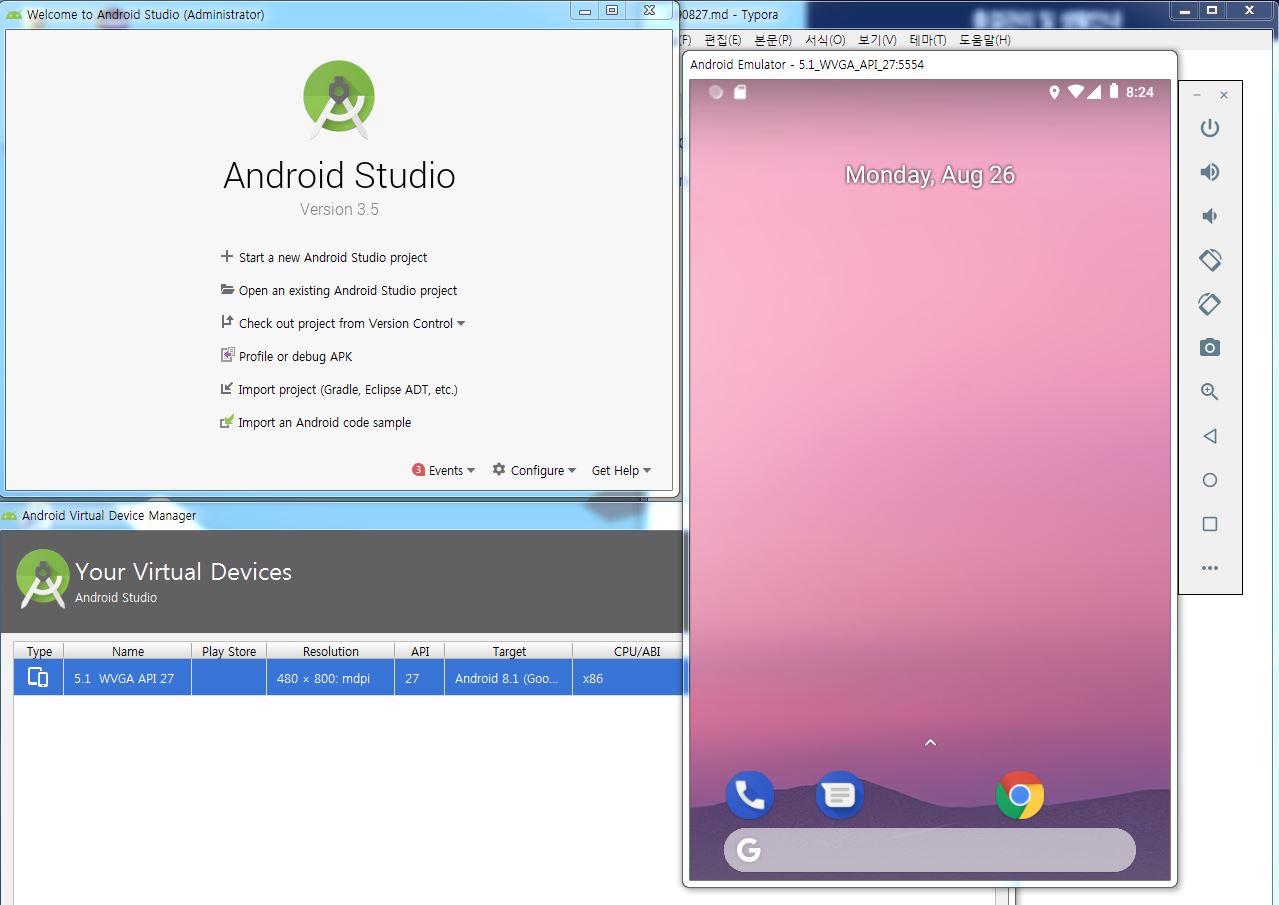 Welcome to Android Studio (Administrator)
Android Studio
Version 3.5
Start a new Android Studio project
Open an existing Android Studio project
Check out project from Version Control
Profile or debug APK
Import project (Gradle, Eclipse ADT, etc.)
Import an Android code sample
3 Events Configure Get Help
Android Virtual Device Manager
Your Virtual Devices
Android Studio
Type Name Play Store Resolution API Target CPU/ABI
5.1 WVGA API 27 480 × 800: mdpi 27 Android 8.1 (Goo... x86
0827.md - Typora
(F) 편집(E) 본문(P) 서식(O) 보기(V) 테마(T) 도움말(H)
Android Emulator - 5.1_WVGA_API_27:5554
8:24
Monday, Aug 26
G